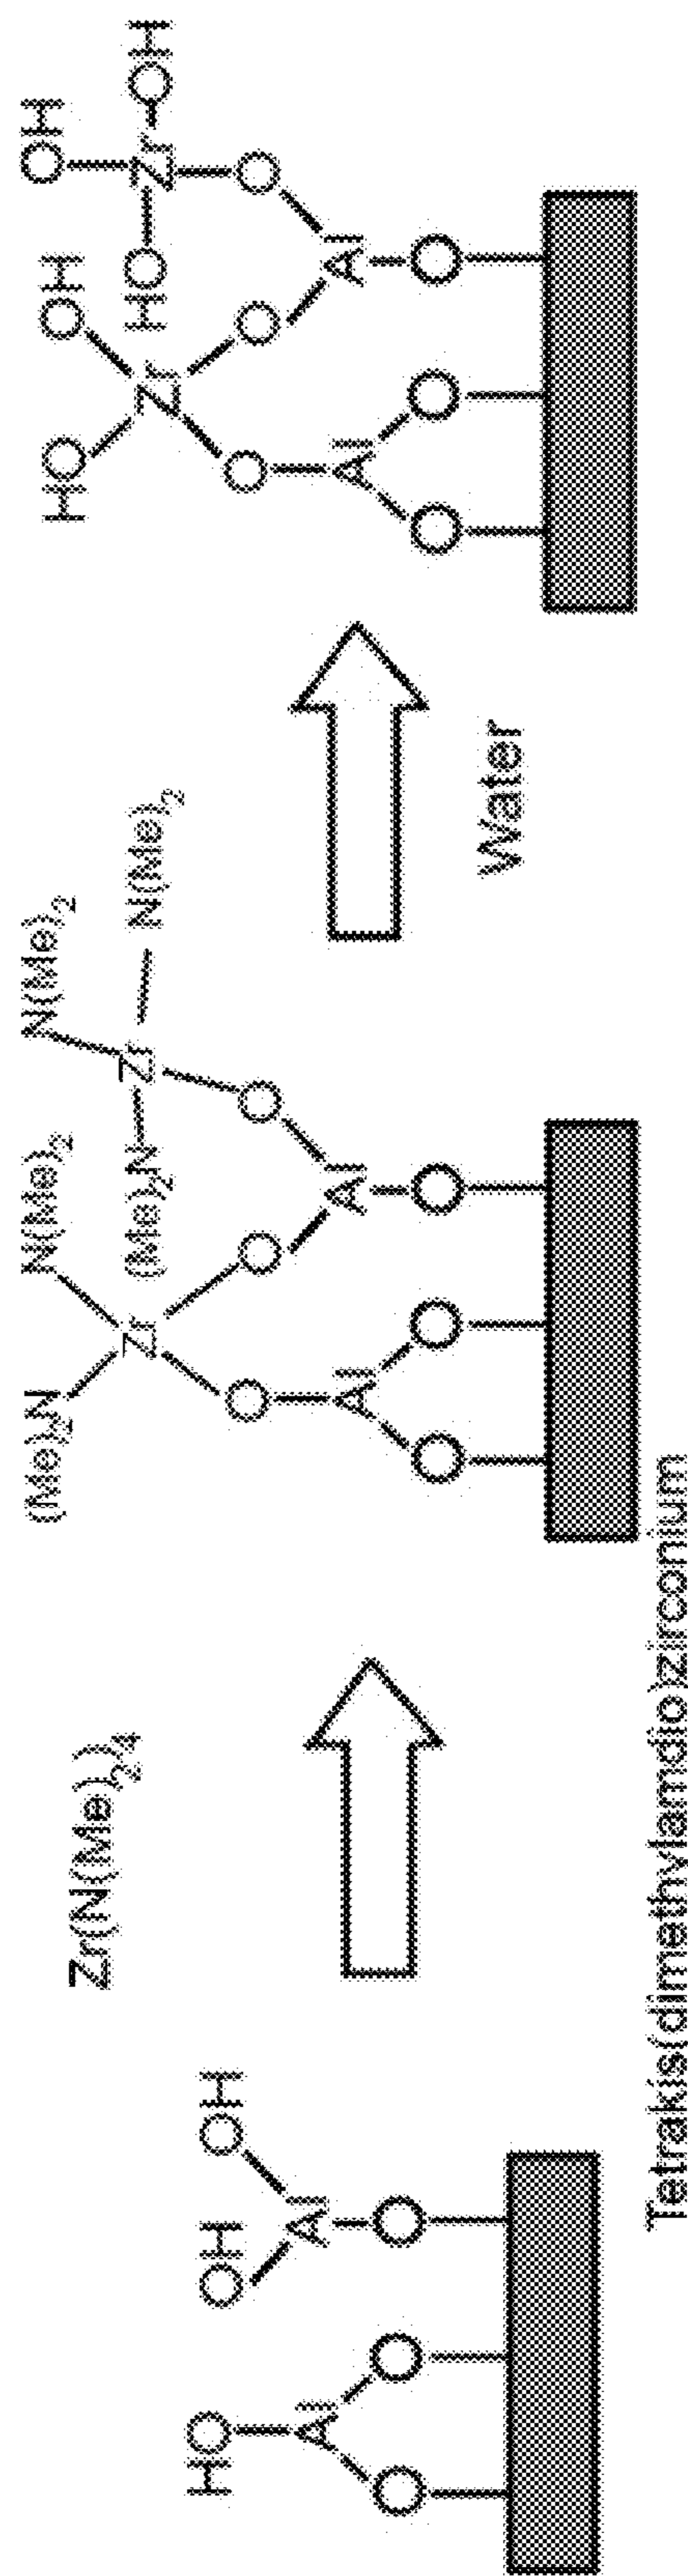 HO OH OH
Al Al
O O O
Zr(N(Me)2)4
Tetrakis(dimethylamdio)zirconium
(Me)2N N(Me)2 N(Me)2
Zr (Me)2N Zr N(Me)2
O O O
Al Al
O O O
Water
HO OH OH
Zr HO Zr OH
O O O
Al Al
O O O